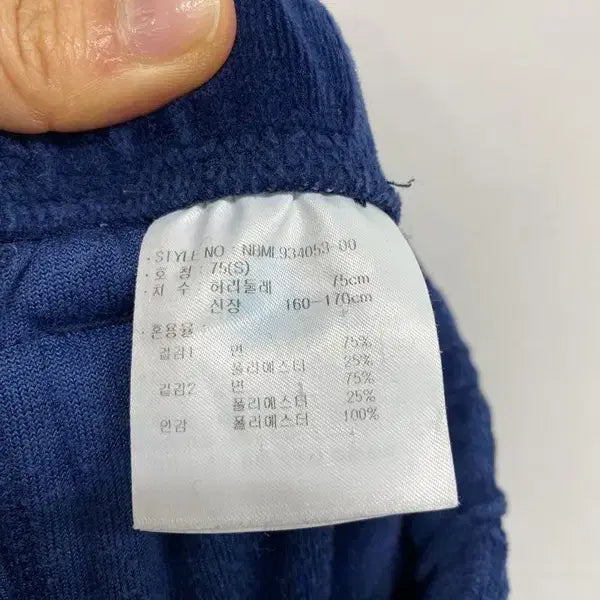 · STYLE NO : NBML934053-00
· 호 칭 : 75(S)
· 치 수 : 허리둘레 75cm
신장 160-170cm
· 혼용율 :
겉감1 면 75%
폴리에스터 25%
겉감2 면 75%
폴리에스터 25%
안감 폴리에스터 100%